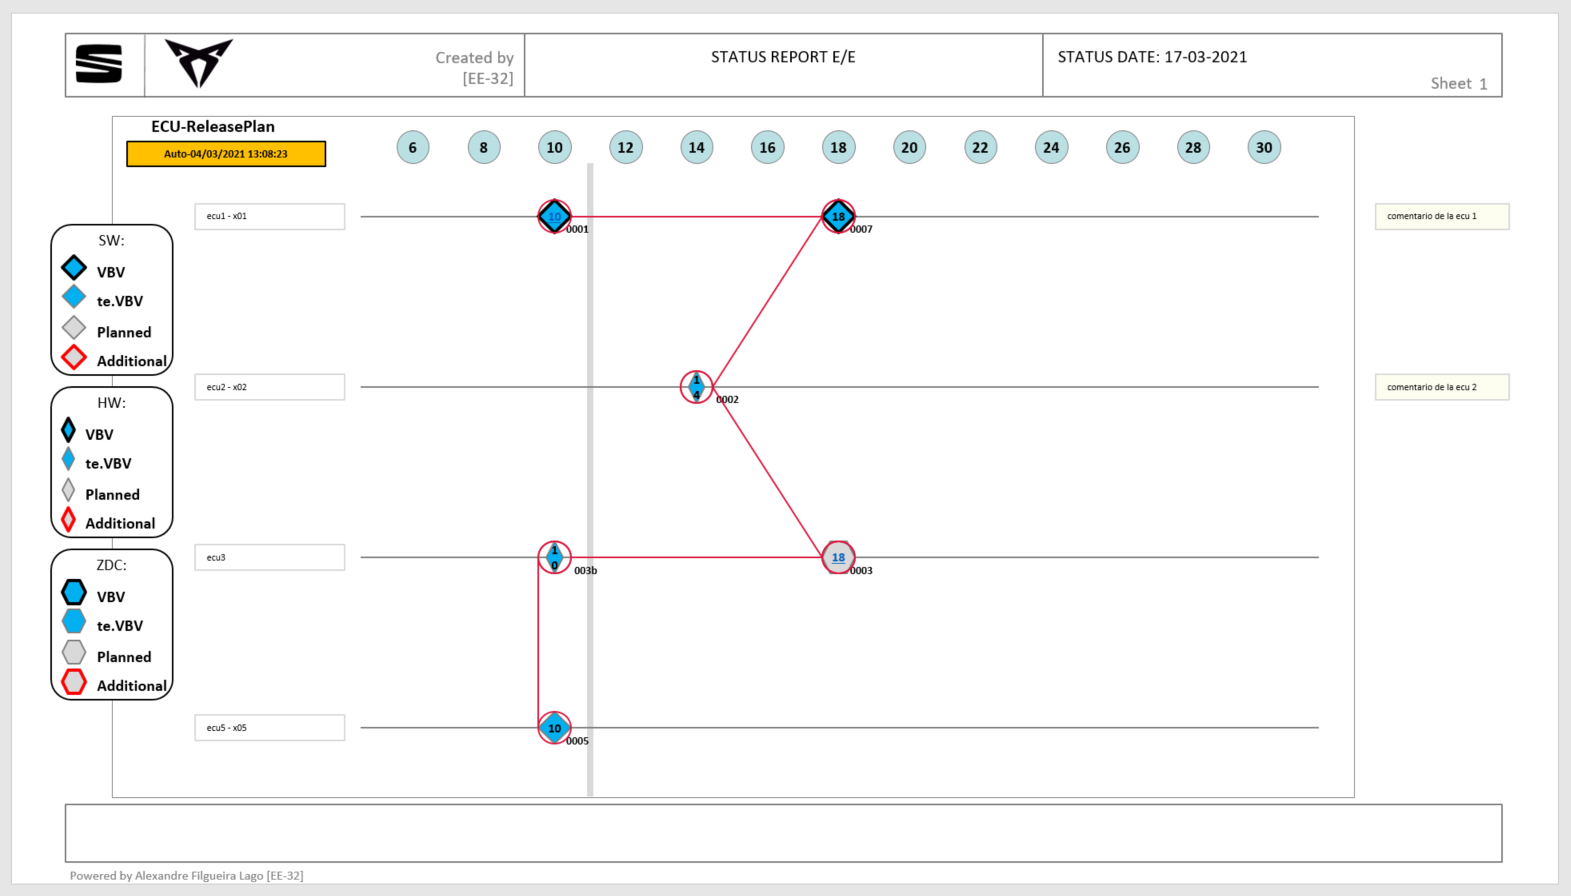 Created by
[EE-32]
STATUS REPORT E/E
STATUS DATE: 17-03-2021
Sheet 1
ECU-ReleasePlan
Auto-04/03/2021 13:08:23
6 8 10 12 14 16 18 20 22 24 26 28 30
ecu1 - x01
10
0001
18
0007
comentario de la ecu 1
SW:
VBV
te.VBV
Planned
Additional
ecu2 - x02
1
4
0002
comentario de la ecu 2
HW:
VBV
te.VBV
Planned
Additional
ecu3
1
0
003b
18
0003
ZDC:
VBV
te.VBV
Planned
Additional
ecu5 - x05
10
0005
Powered by Alexandre Filgueira Lago [EE-32]